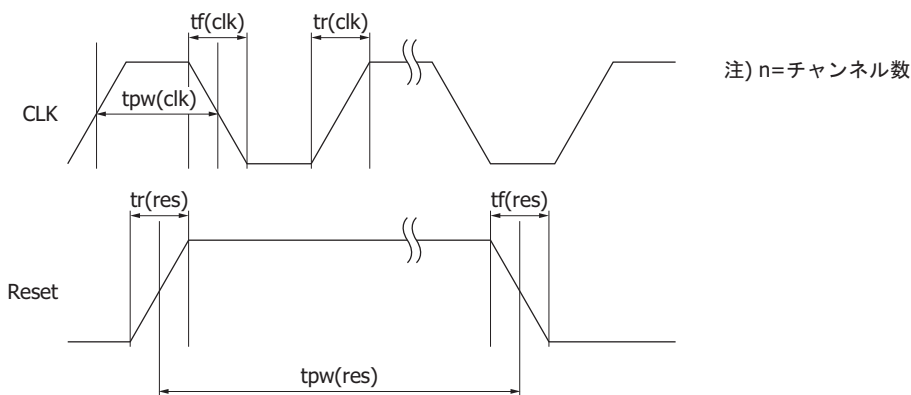 tf(clk)
tr(clk)
注) n=チャンネル数
tpw(clk)
CLK
tr(res)
tf(res)
Reset
tpw(res)